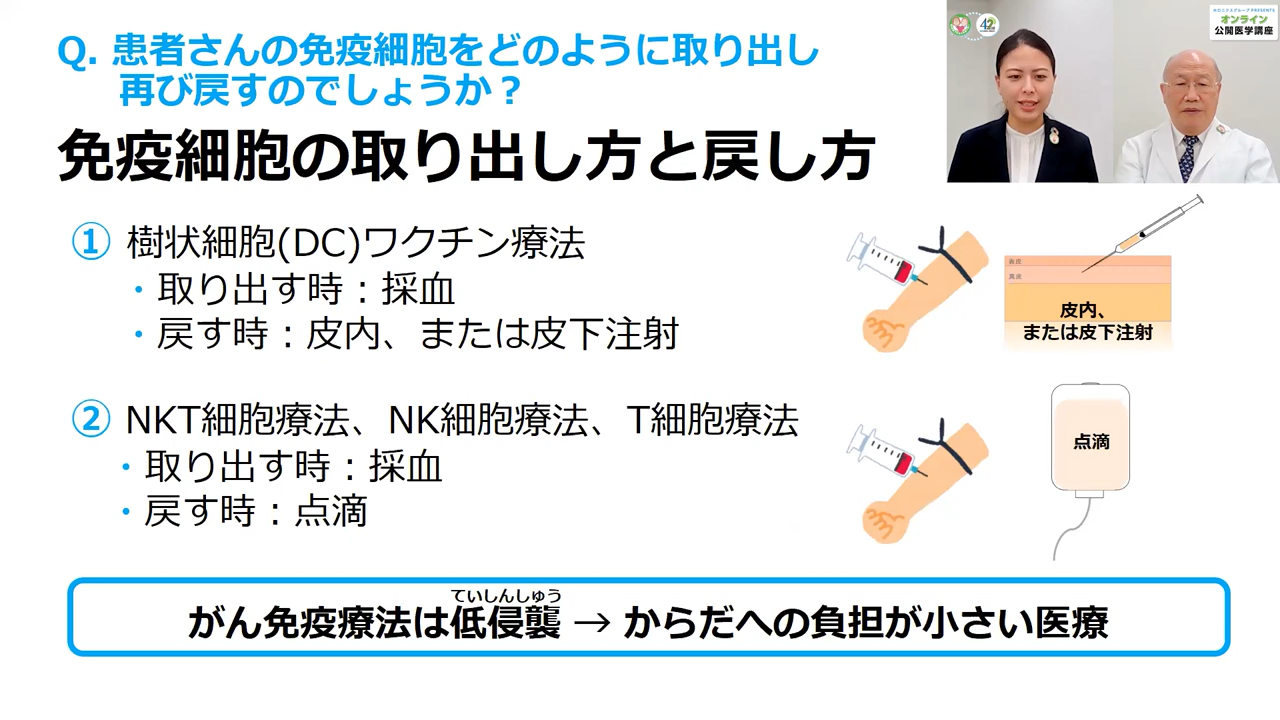 Q. 患者さんの免疫細胞をどのように取り出し
再び戻すのでしょうか？
免疫細胞の取り出し方と戻し方
① 樹状細胞(DC)ワクチン療法
・取り出す時：採血
・戻す時：皮内、または皮下注射
表皮
真皮
皮内、
または皮下注射
② NKT細胞療法、NK細胞療法、T細胞療法
・取り出す時：採血
・戻す時：点滴
点滴
ていしんしゅう
がん免疫療法は低侵襲 → からだへの負担が小さい医療
42
オンライン
公開医学講座